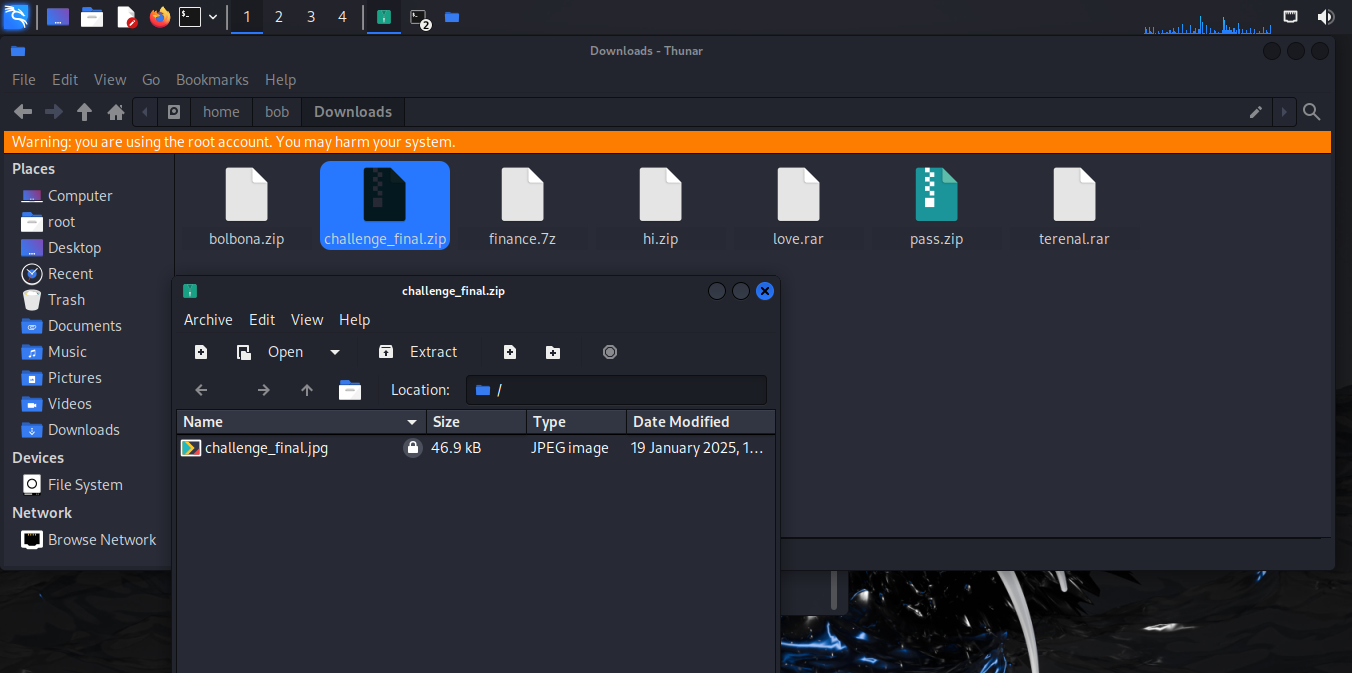 1 2 3 4 2
Downloads - Thunar
File Edit View Go Bookmarks Help
home bob Downloads
Warning: you are using the root account. You may harm your system.
Places
Computer
root
Desktop
Recent
Trash
Documents
Music
Pictures
Videos
Downloads
Devices
File System
Network
Browse Network
bolbona.zip challenge_final.zip finance.7z hi.zip love.rar pass.zip terenal.rar
challenge_final.zip
Archive Edit View Help
Open Extract
Location: /
Name Size Type Date Modified
challenge_final.jpg 46.9 kB JPEG image 19 January 2025, 1…